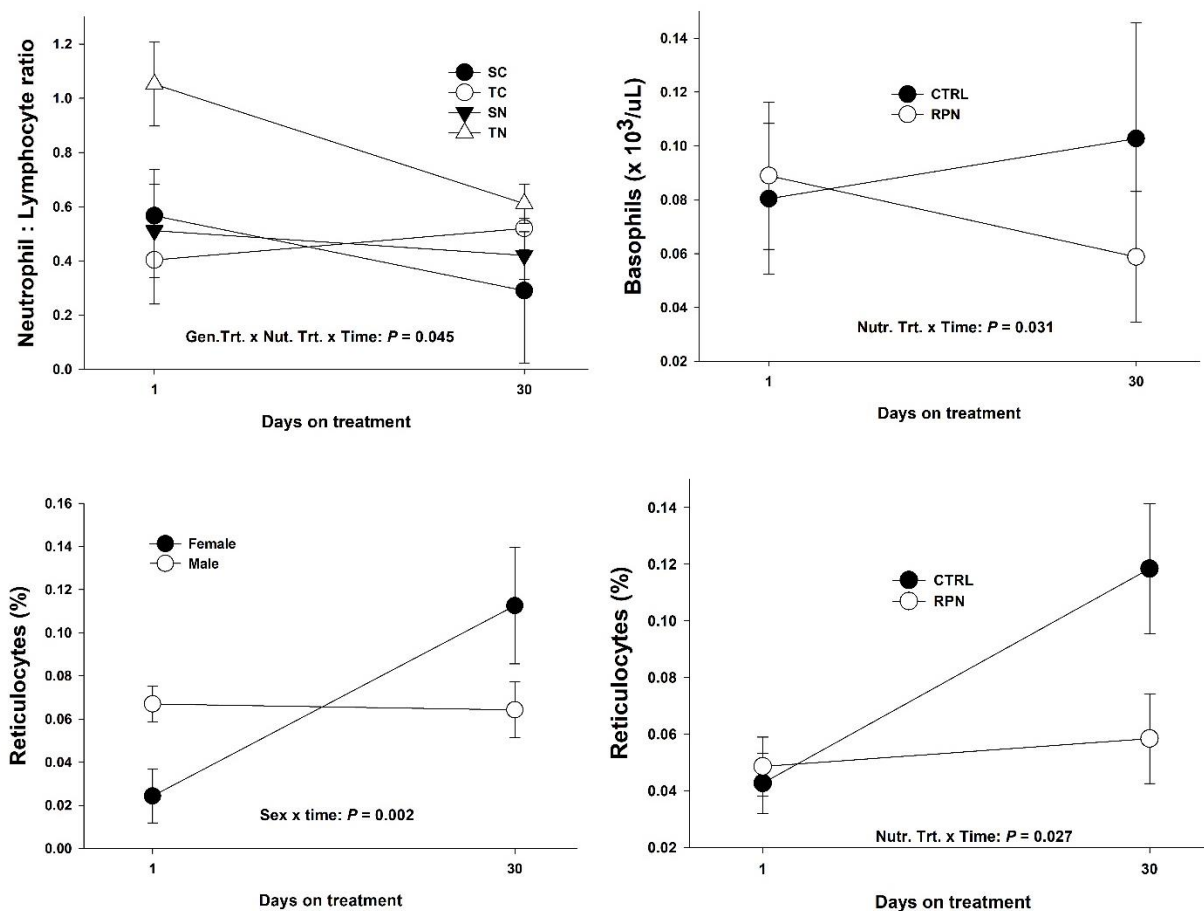 Neutrophil : Lymphocyte ratio
1.2
1.0
0.8
0.6
0.4
0.2
0.0
SC
TC
SN
TN
Gen.Trt. x Nut. Trt. x Time: P = 0.045
1
30
Days on treatment
Basophils (x 10³/uL)
0.14
0.12
0.10
0.08
0.06
0.04
0.02
CTRL
RPN
Nutr. Trt. x Time: P = 0.031
1
30
Days on treatment
Reticulocytes (%)
0.16
0.14
0.12
0.10
0.08
0.06
0.04
0.02
0.00
Female
Male
Sex x time: P = 0.002
1
30
Days on treatment
Reticulocytes (%)
0.14
0.12
0.10
0.08
0.06
0.04
0.02
CTRL
RPN
Nutr. Trt. x Time: P = 0.027
1
30
Days on treatment